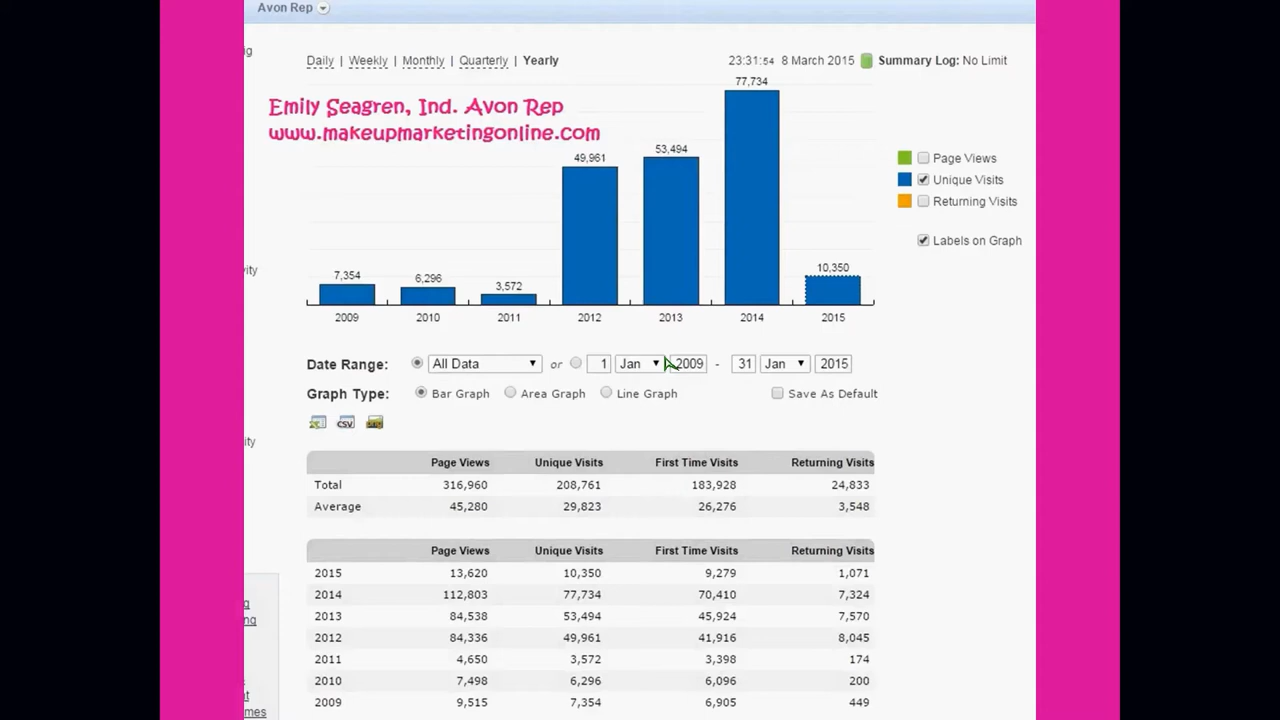 Avon Rep
ng
Daily | Weekly | Monthly | Quarterly | Yearly
23:31:54 8 March 2015 Summary Log: No Limit
77,734
Emily Seagren, Ind. Avon Rep
www.makeupmarketingonline.com
49,961
53,494
Page Views
Unique Visits
Returning Visits
Labels on Graph
vity
7,354
6,296
3,572
10,350
2009 2010 2011 2012 2013 2014 2015
Date Range: All Data or 1 Jan 2009 - 31 Jan 2015
Graph Type: Bar Graph Area Graph Line Graph Save As Default
CSV
ity
Page Views Unique Visits First Time Visits Returning Visits
Total 316,960 208,761 183,928 24,833
Average 45,280 29,823 26,276 3,548
Page Views Unique Visits First Time Visits Returning Visits
2015 13,620 10,350 9,279 1,071
2014 112,803 77,734 70,410 7,324
2013 84,538 53,494 45,924 7,570
2012 84,336 49,961 41,916 8,045
2011 4,650 3,572 3,398 174
2010 7,498 6,296 6,096 200
2009 9,515 7,354 6,905 449
g
ng
t
mes